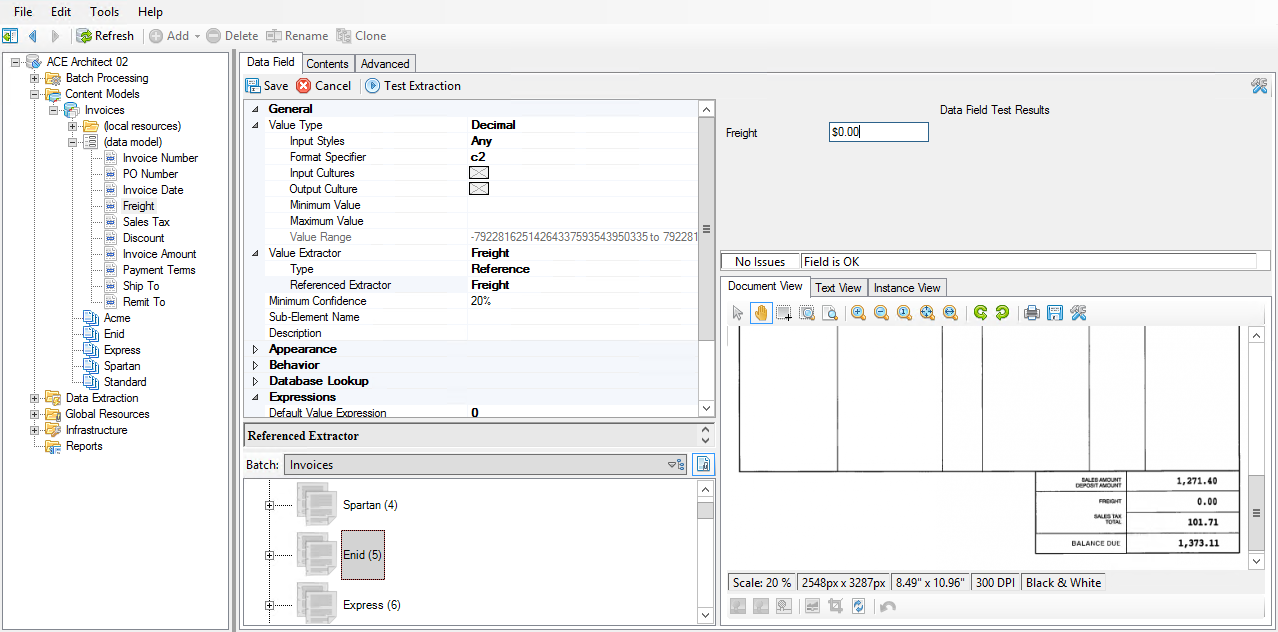 File Edit Tools Help
Refresh Add Delete Rename Clone
ACE Architect 02
Batch Processing
Content Models
Invoices
(local resources)
(data model)
Invoice Number
PO Number
Invoice Date
Freight
Sales Tax
Discount
Invoice Amount
Payment Terms
Ship To
Remit To
Acme
Enid
Express
Spartan
Standard
Data Extraction
Global Resources
Infrastructure
Reports
Data Field Contents Advanced
Save Cancel Test Extraction
General
Value Type Decimal
Input Styles Any
Format Specifier c2
Input Cultures
Output Culture
Minimum Value
Maximum Value
Value Range -79228162514264337593543950335 to 792281
Value Extractor Freight
Type Reference
Referenced Extractor Freight
Minimum Confidence 20%
Sub-Element Name
Description
Appearance
Behavior
Database Lookup
Expressions
Default Value Expression 0
Referenced Extractor
Batch: Invoices
Spartan (4)
Enid (5)
Express (6)
Data Field Test Results
Freight $0.00
No Issues Field is OK
Document View Text View Instance View
SALES AMOUNT 1,271.40
DEPOSIT AMOUNT
FREIGHT 0.00
SALES TAX 101.71
TOTAL
BALANCE DUE 1,373.11
Scale: 20 % 2548px x 3287px 8.49" x 10.96" 300 DPI Black & White